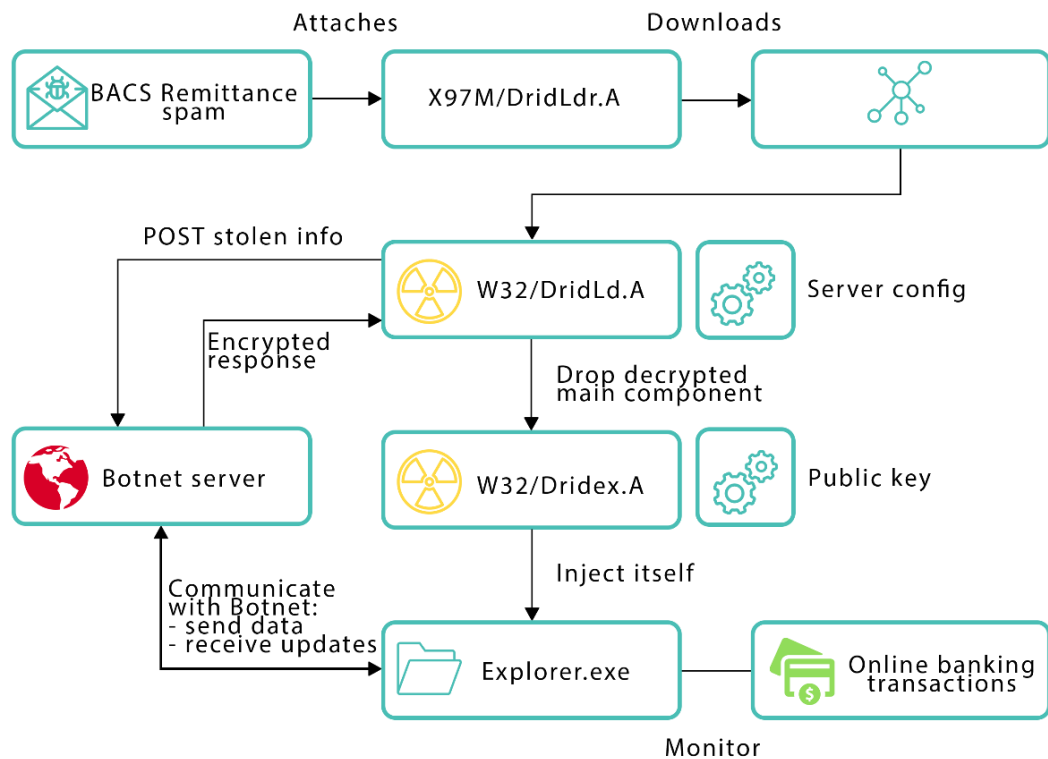 Attaches
Downloads
BACS Remittance
spam
X97M/DridLdr.A
POST stolen info
W32/DridLd.A
Server config
Encrypted
response
Drop decrypted
main component
Botnet server
W32/Dridex.A
Public key
Inject itself
Communicate
with Botnet:
- send data
- receive updates
Explorer.exe
$
Online banking
transactions
Monitor